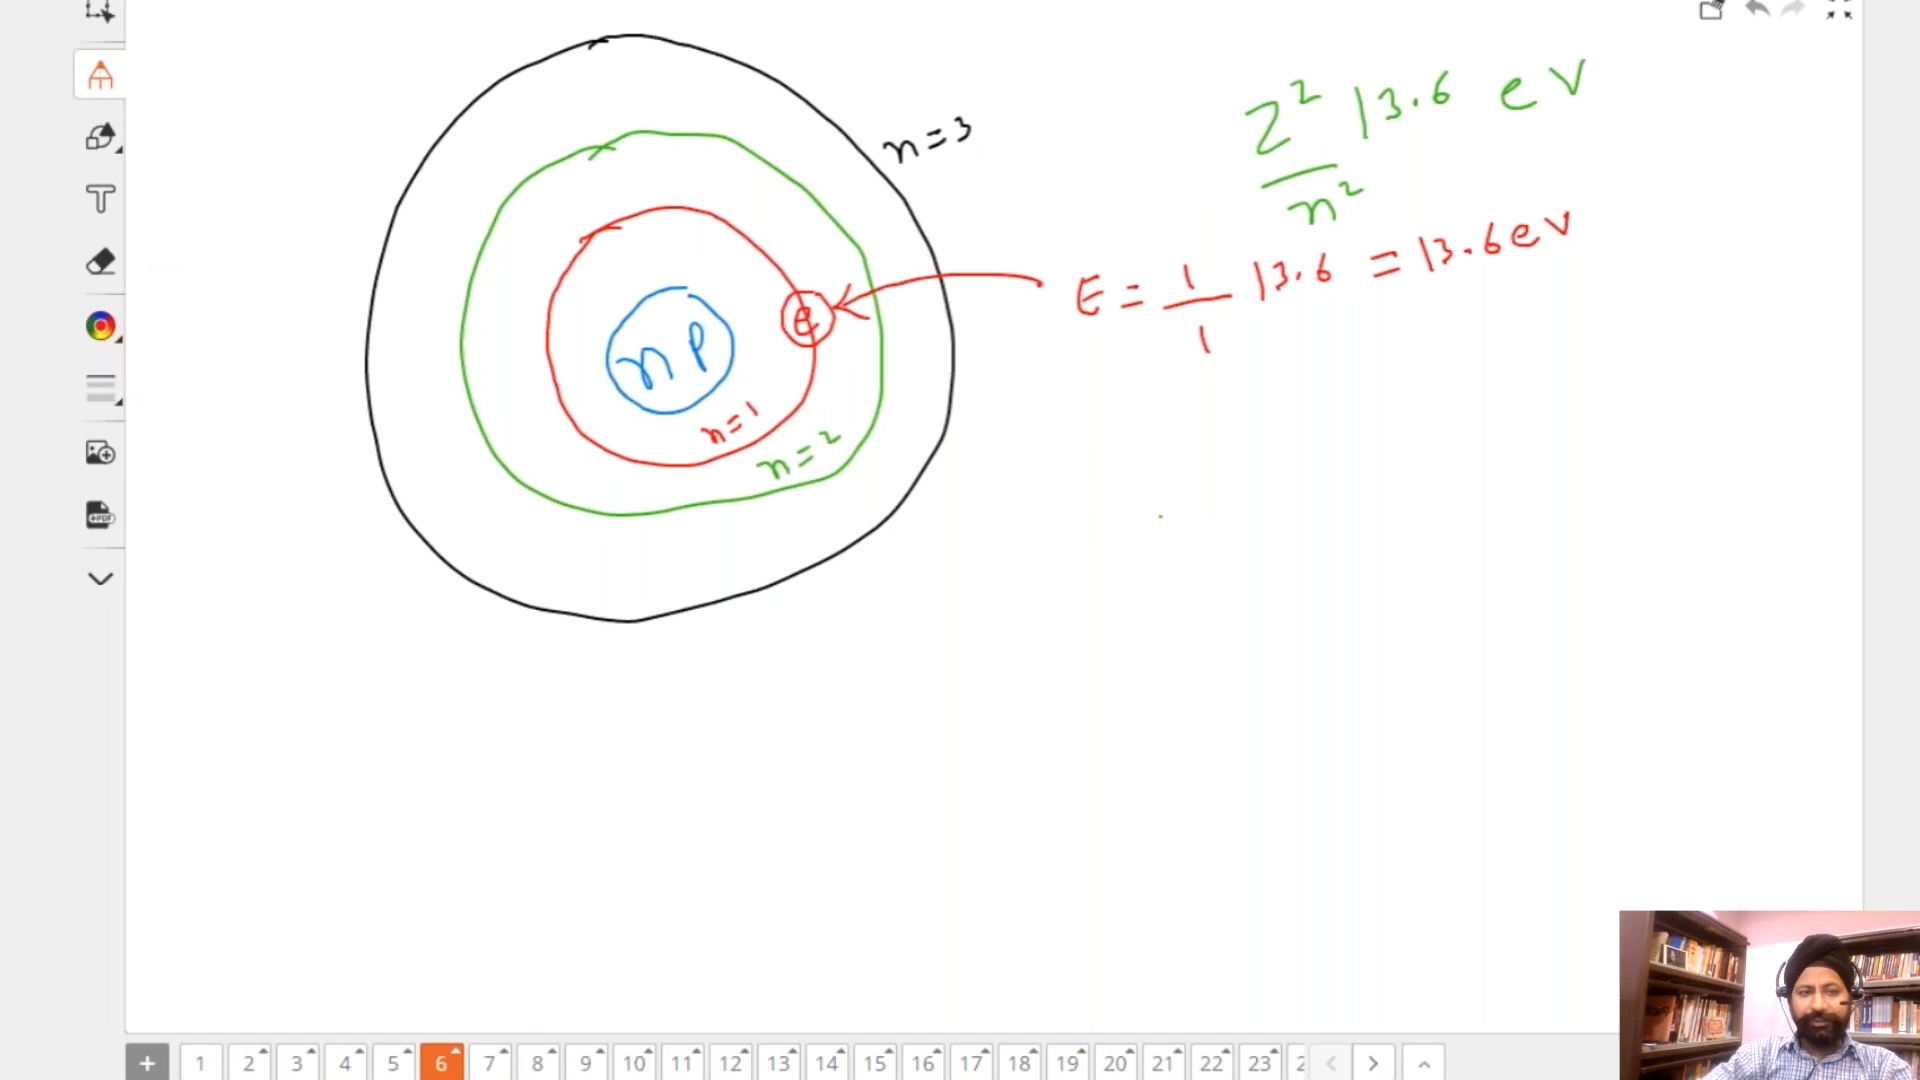 n=3
Z² 13.6 eV
n²
E = 1 13.6 = 13.6 eV
1
e
n p
n=1
n=2
T
+PDF
+ 1 2 3 4 5 6 7 8 9 10 11 12 13 14 15 16 17 18 19 20 21 22 23 2